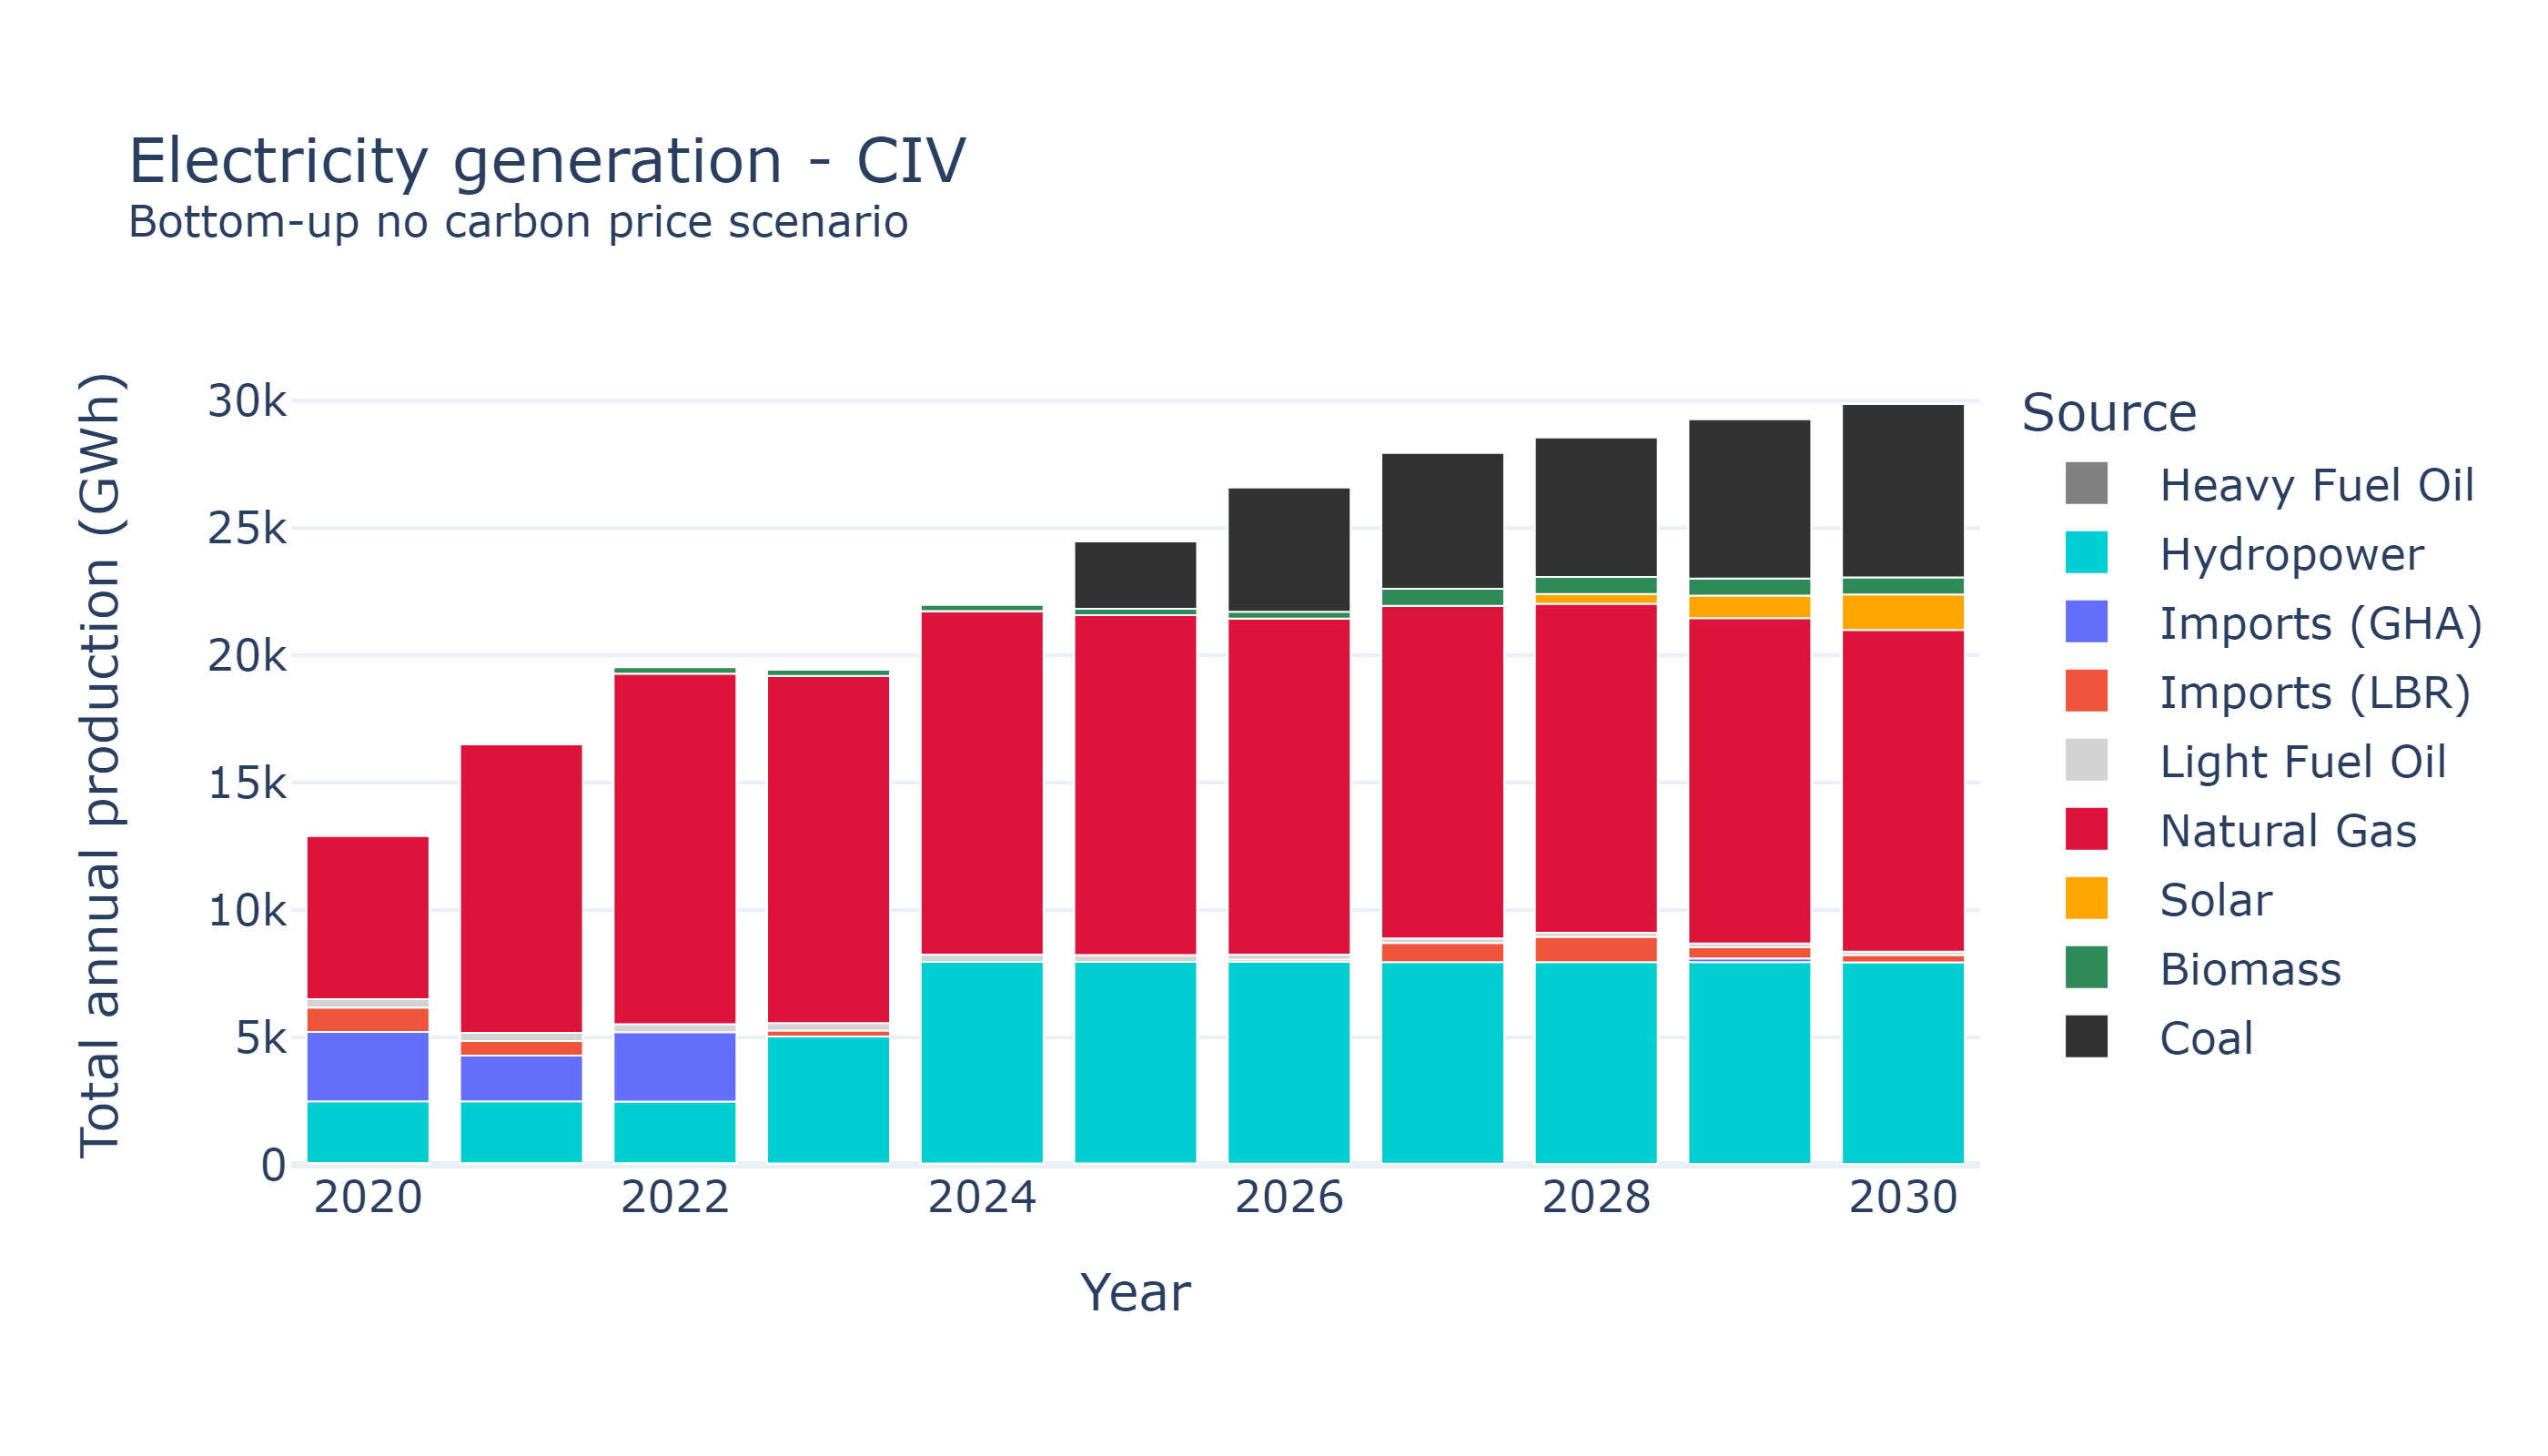 Electricity generation - CIV
Bottom-up no carbon price scenario
Total annual production (GWh)
30k
25k
20k
15k
10k
5k
0
2020
2022
2024
2026
2028
2030
Year
Source
Heavy Fuel Oil
Hydropower
Imports (GHA)
Imports (LBR)
Light Fuel Oil
Natural Gas
Solar
Biomass
Coal